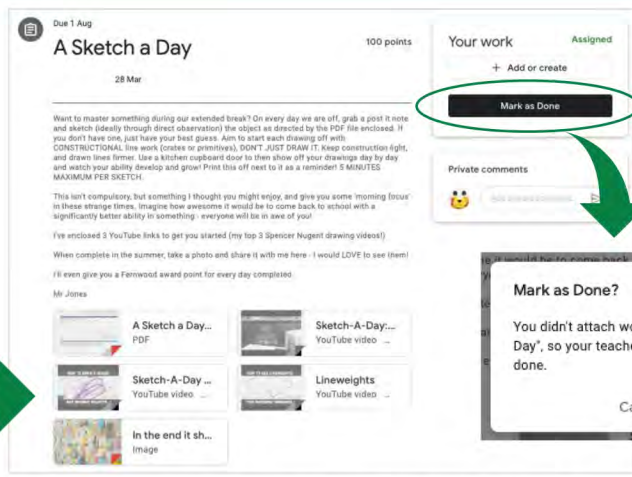 Due 1 Aug
A Sketch a Day
100 points
28 Mar
Want to master something during our extended break? On every day we are off, grab a post it note
and sketch (ideally through direct observation) the object as directed by the PDF file enclosed. If
you don't have one, just have your best guess. Aim to start each drawing off with
CONSTRUCTIONAL line work (crates or primitives), DON'T JUST DRAW IT. Keep construction light,
and drawn lines firmer. Use a kitchen cupboard door to then show off your drawings day by day
and watch your ability develop and grow! Print this off next to it as a reminder! 5 MINUTES
MAXIMUM PER SKETCH.
This isn't compulsory, but something I thought you might enjoy, and give you some 'morning focus'
in these strange times. Imagine how awesome it would be to come back to school with a
significantly better ability in something - everyone will be in awe of you!
I've enclosed 3 YouTube links to get you started (my top 3 Spencer Nugent drawing videos!)
When complete in the summer, take a photo and share it with me here - I would LOVE to see them!
I'll even give you a Fernwood award point for every day completed
Mr Jones
A Sketch a Day...
PDF
Sketch-A-Day:...
YouTube video ...
Sketch-A-Day ...
YouTube video ...
Lineweights
YouTube video ...
In the end it sh...
Image
Your work
Assigned
+ Add or create
Mark as Done
Private comments
it would be to come back
Mark as Done?
You didn't attach wo
Day", so your teache
done.
Ca